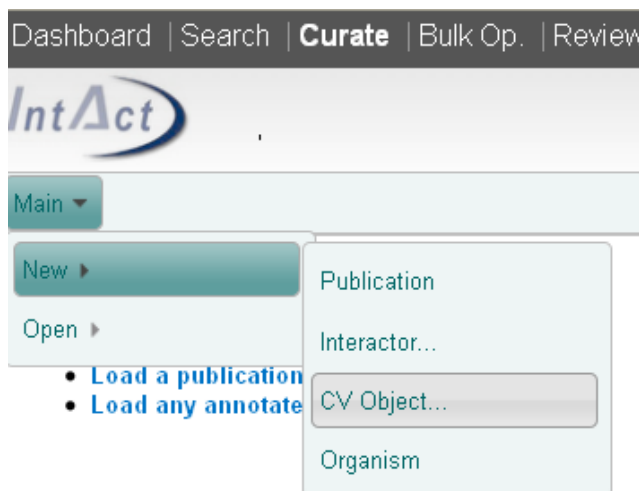 Dashboard | Search | Curate | Bulk Op. | Review
IntAct
Main
New
Open
Publication
Interactor...
CV Object...
Organism
Load a publication
Load any annotate